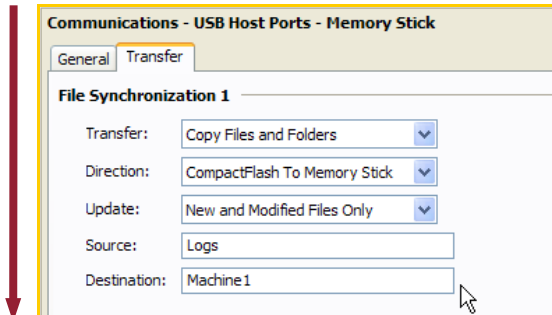 Communications - USB Host Ports - Memory Stick
General Transfer
File Synchronization 1
Transfer: Copy Files and Folders
Direction: CompactFlash To Memory Stick
Update: New and Modified Files Only
Source: Logs
Destination: Machine1